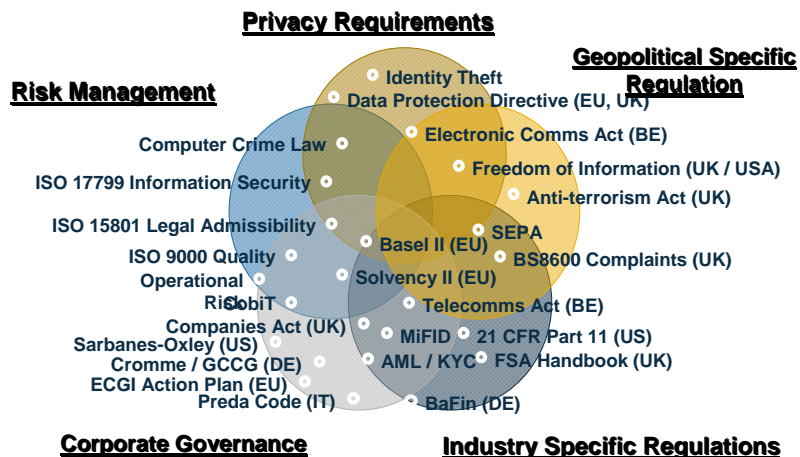 Privacy Requirements
Geopolitical Specific
Regulation
Risk Management
Identity Theft
Data Protection Directive (EU, UK)
Electronic Comms Act (BE)
Computer Crime Law
Freedom of Information (UK / USA)
ISO 17799 Information Security
Anti-terrorism Act (UK)
ISO 15801 Legal Admissibility
SEPA
Basel II (EU)
ISO 9000 Quality
BS8600 Complaints (UK)
Operational
Risk
Solvency II (EU)
CobiT
Telecomms Act (BE)
Companies Act (UK)
MiFID
21 CFR Part 11 (US)
Sarbanes-Oxley (US)
Cromme / GCCG (DE)
AML / KYC
FSA Handbook (UK)
ECGI Action Plan (EU)
Preda Code (IT)
BaFin (DE)
Corporate Governance
Industry Specific Regulations